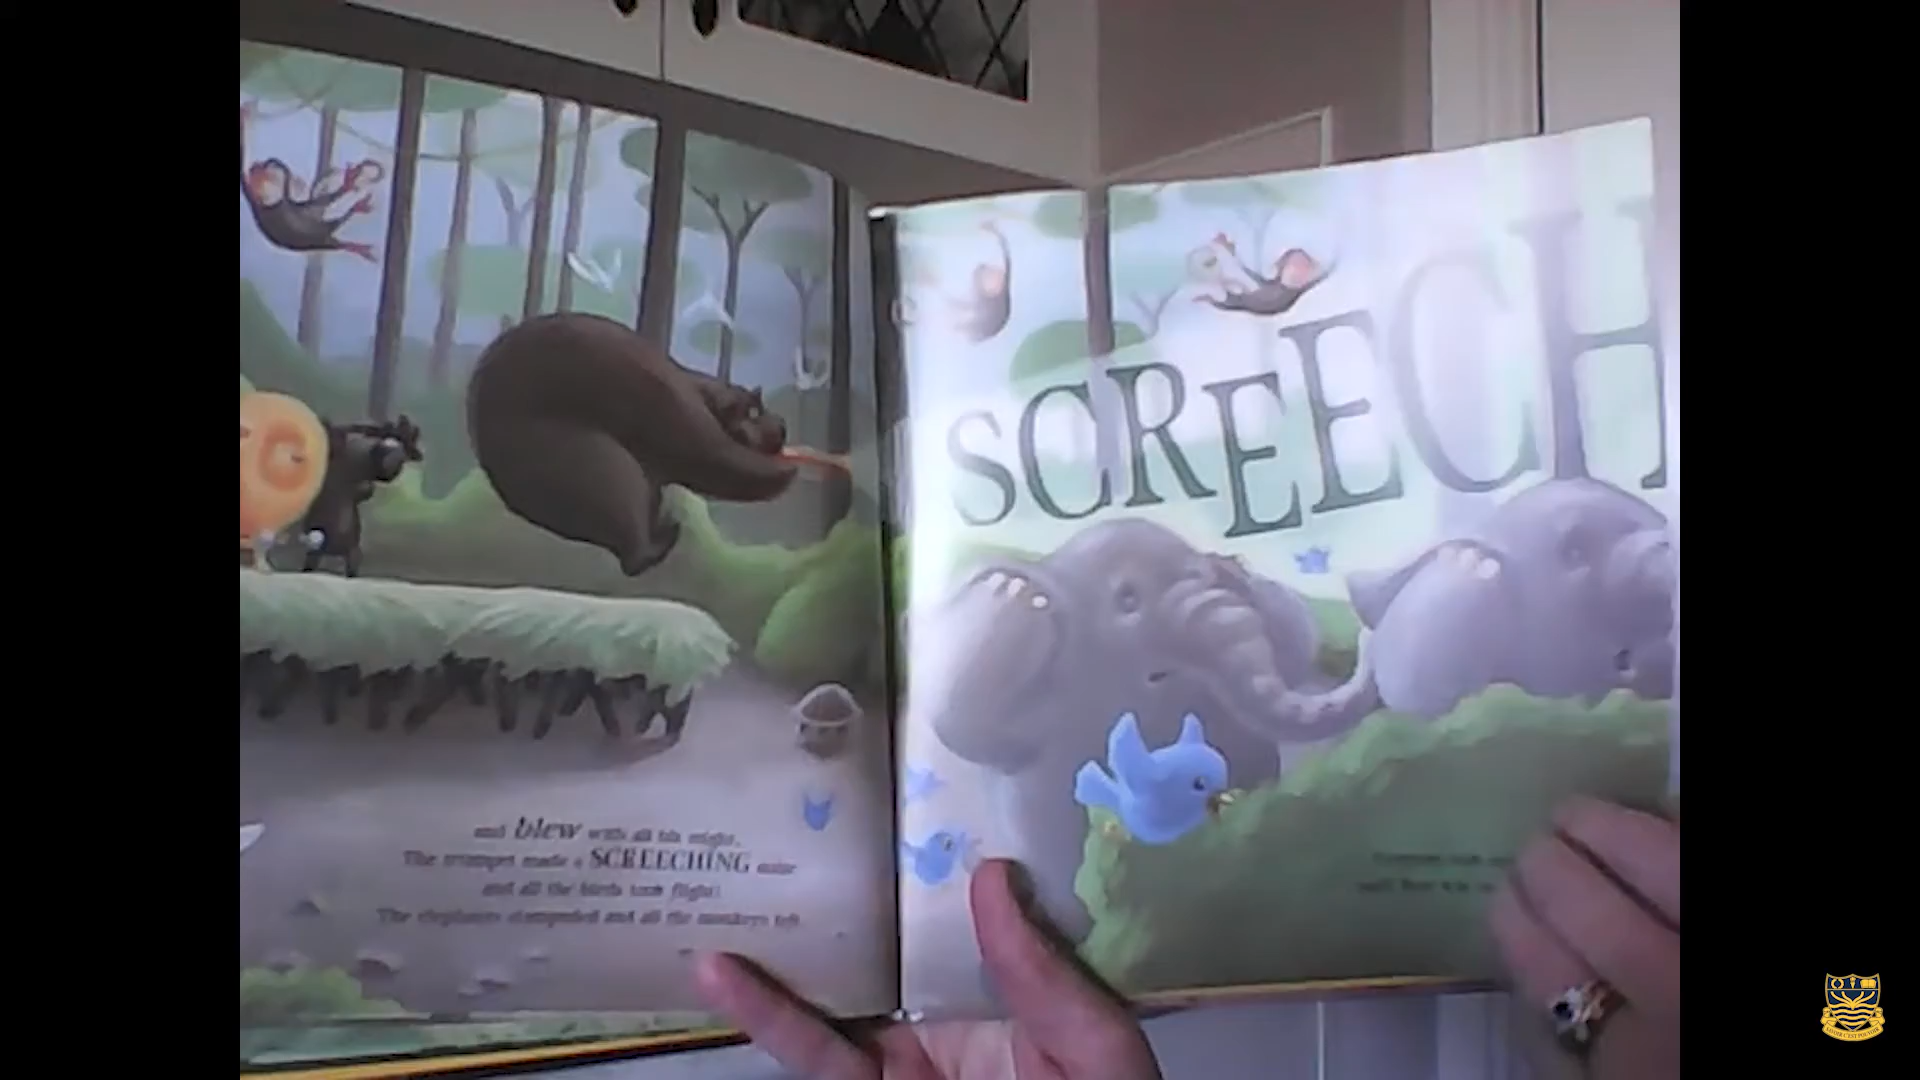 and blew with all his might.
The trumpet made a SCREECHING noise
and all the birds took flight!
The elephants stampeded and all the monkeys left
SCREECH